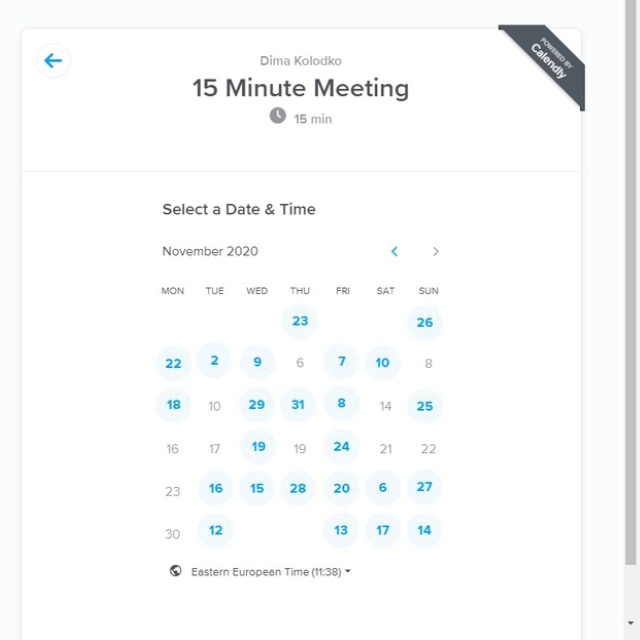 Dima Kolodko
15 Minute Meeting
15 min
POWERED BY
Calendly
Select a Date & Time
November 2020
MON TUE WED THU FRI SAT SUN
23 26
22 2 9 6 7 10 8
18 10 29 31 8 14 25
16 17 19 19 24 21 22
23 16 15 28 20 6 27
30 12 13 17 14
Eastern European Time (11:38)